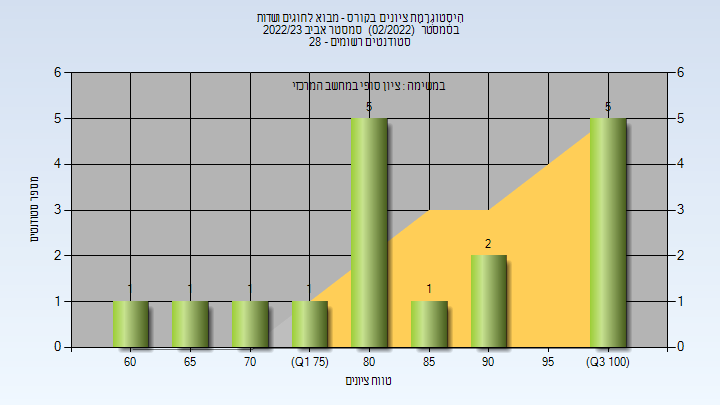 היסטוגרמת ציונים בקורס - מבוא לחוגים ושדות
בסמסטר (02/2022) סמסטר אביב 2022/23
סטודנטים רשומים - 28
במשימה : ציון סופי במחשב המרכזי
6 6
5 5
4 4
3 3
2 2
1 1
0 0
1 1 1 1 5 1 2 5
מספר סטודנטים
60 65 70 (Q1 75) 80 85 90 95 (Q3 100)
טווח ציונים